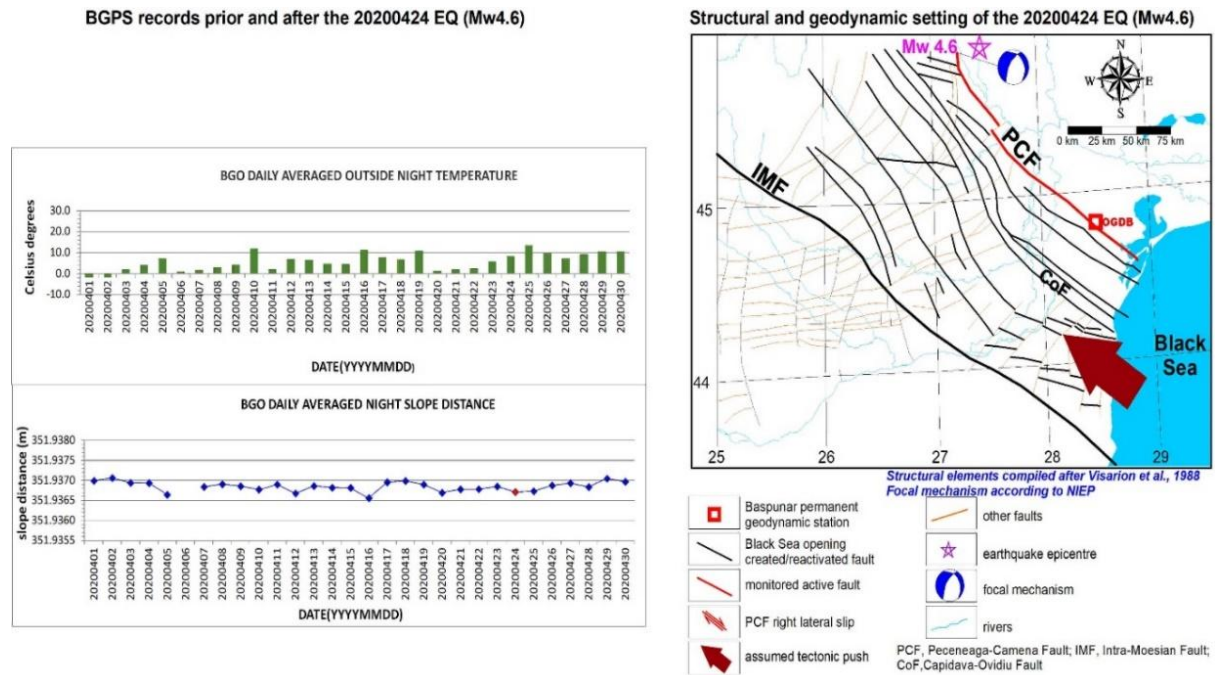 BGPS records prior and after the 20200424 EQ (Mw4.6)
BGO DAILY AVERAGED OUTSIDE NIGHT TEMPERATURE
Celsius degrees
30.0
20.0
10.0
0.0
-10.0
20200401
20200402
20200403
20200404
20200405
20200406
20200407
20200408
20200409
20200410
20200411
20200412
20200413
20200414
20200415
20200416
20200417
20200418
20200419
20200420
20200421
20200422
20200423
20200424
20200425
20200426
20200427
20200428
20200429
20200430
DATE(YYYYMMDD)
BGO DAILY AVERAGED NIGHT SLOPE DISTANCE
slope distance (m)
351.9380
351.9375
351.9370
351.9365
351.9360
351.9355
20200401
20200402
20200403
20200404
20200405
20200406
20200407
20200408
20200409
20200410
20200411
20200412
20200413
20200414
20200415
20200416
20200417
20200418
20200419
20200420
20200421
20200422
20200423
20200424
20200425
20200426
20200427
20200428
20200429
20200430
DATE(YYYYMMDD)
Structural and geodynamic setting of the 20200424 EQ (Mw4.6)
Mw 4.6
N
W E
S
0 km 25 km 50 km 75 km
PCF
IMF
OGDB
45
CoF
Black
Sea
44
25 26 27 28 29
Structural elements compiled after Visarion et al., 1988
Focal mechanism according to NIEP
Baspunar permanent
geodynamic station
Black Sea opening
created/reactivated fault
monitored active fault
PCF right lateral slip
assumed tectonic push
other faults
earthquake epicentre
focal mechanism
rivers
PCF, Peceneaga-Camena Fault; IMF, Intra-Moesian Fault;
CoF,Capidava-Ovidiu Fault